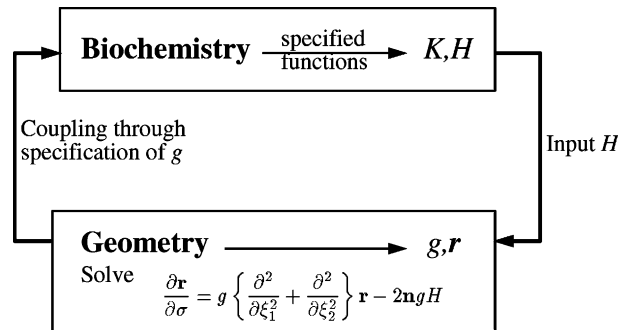 Biochemistry specified functions K,H
Coupling through
specification of g
Input H
Geometry g,r
Solve
∂r/∂σ = g { ∂²/∂ξ₁² + ∂²/∂ξ₂² } r − 2ngH